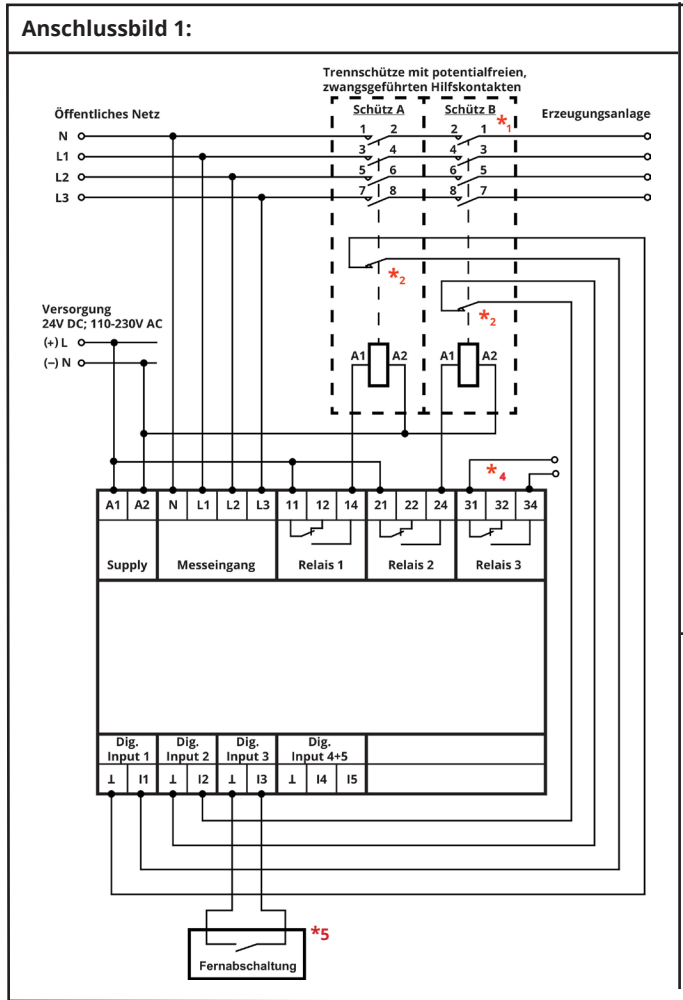 Anschlussbild 1:
Trennschütze mit potentialfreien,
zwangsgeführten Hilfskontakten
Schütz A Schütz B
Öffentliches Netz Erzeugungsanlage
*1
N 1 2 2 1
L1 3 4 4 3
L2 5 6 6 5
L3 7 8 8 7
*2
*2
Versorgung
24V DC; 110-230V AC
(+) L
(−) N
A1 A2 A1 A2
*4
A1 A2 N L1 L2 L3 11 12 14 21 22 24 31 32 34
Supply Messeingang Relais 1 Relais 2 Relais 3
Dig. Input 1
Dig. Input 2
Dig. Input 3
Dig. Input 4+5
⊥ I1 ⊥ I2 ⊥ I3 ⊥ I4 I5
*5
Fernabschaltung